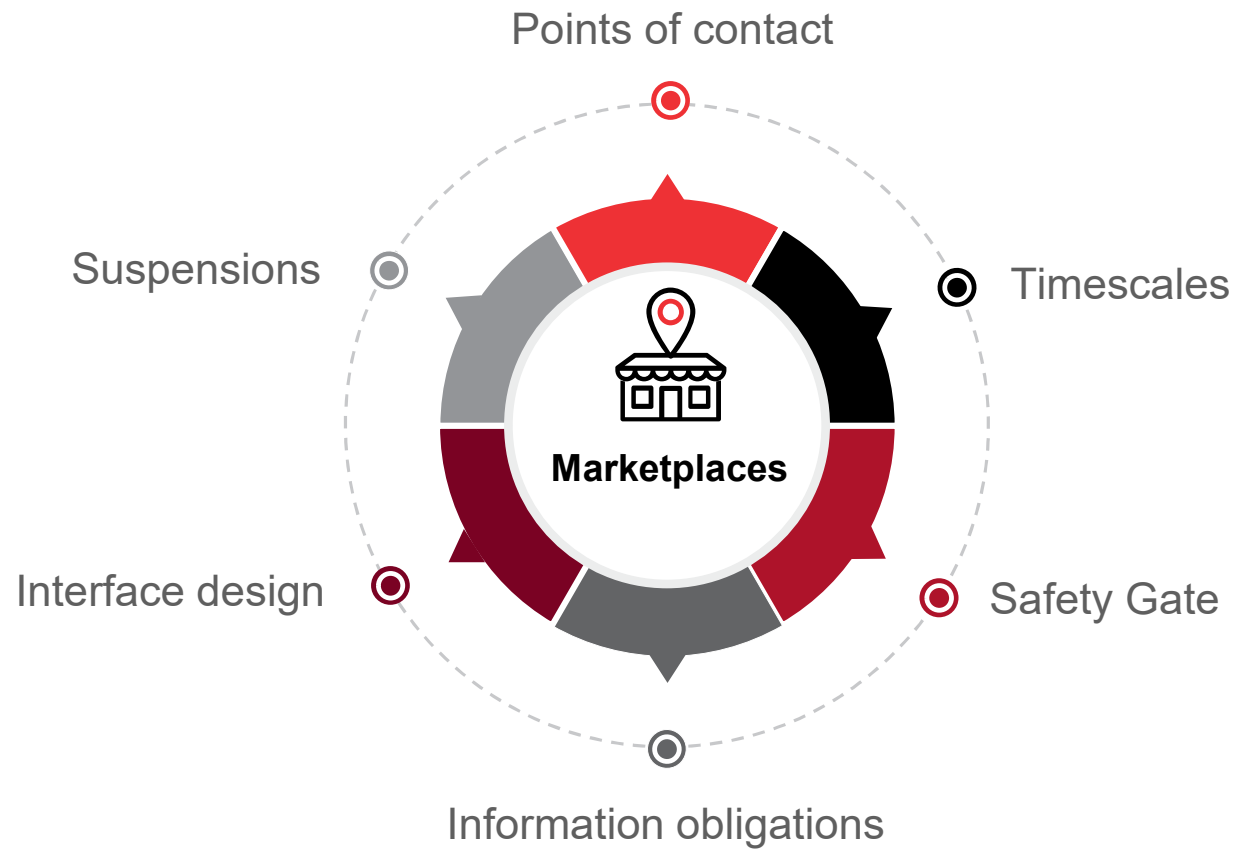 Points of contact
Suspensions
Timescales
Marketplaces
Interface design
Safety Gate
Information obligations